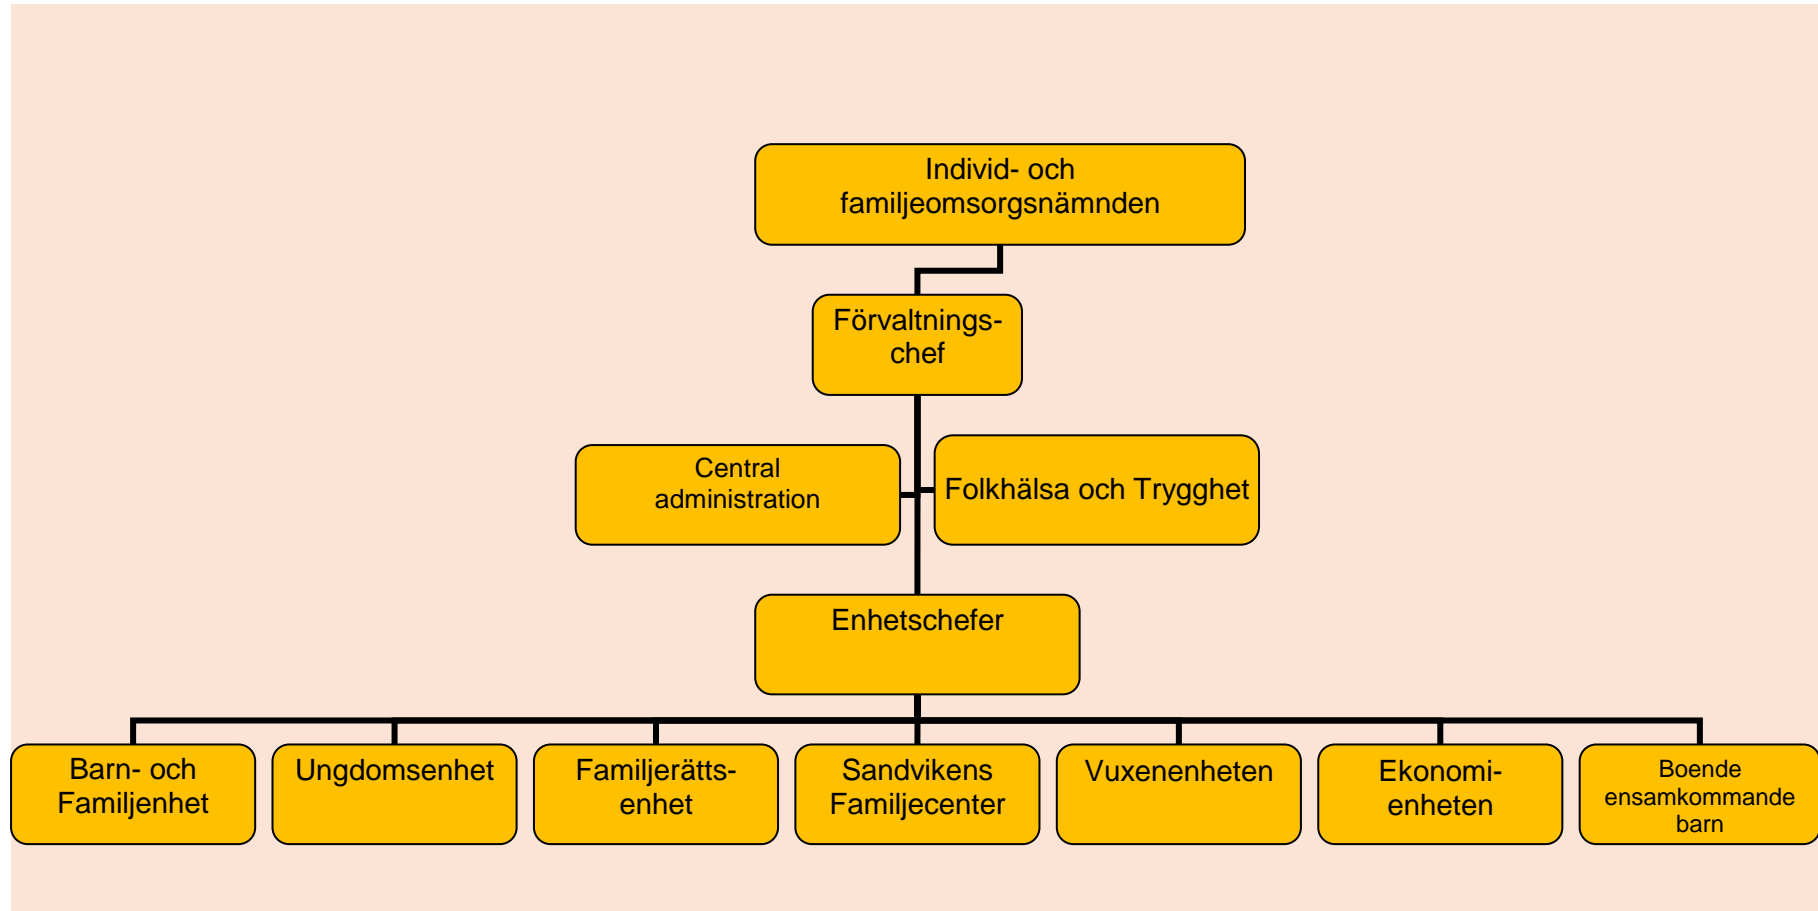 Individ- och
familjeomsorgsnämnden
Förvaltnings-
chef
Central
administration
Folkhälsa och Trygghet
Enhetschefer
Barn- och
Familjenhet
Ungdomsenhet
Familjerätts-
enhet
Sandvikens
Familjecenter
Vuxenenheten
Ekonomi-
enheten
Boende
ensamkommande
barn